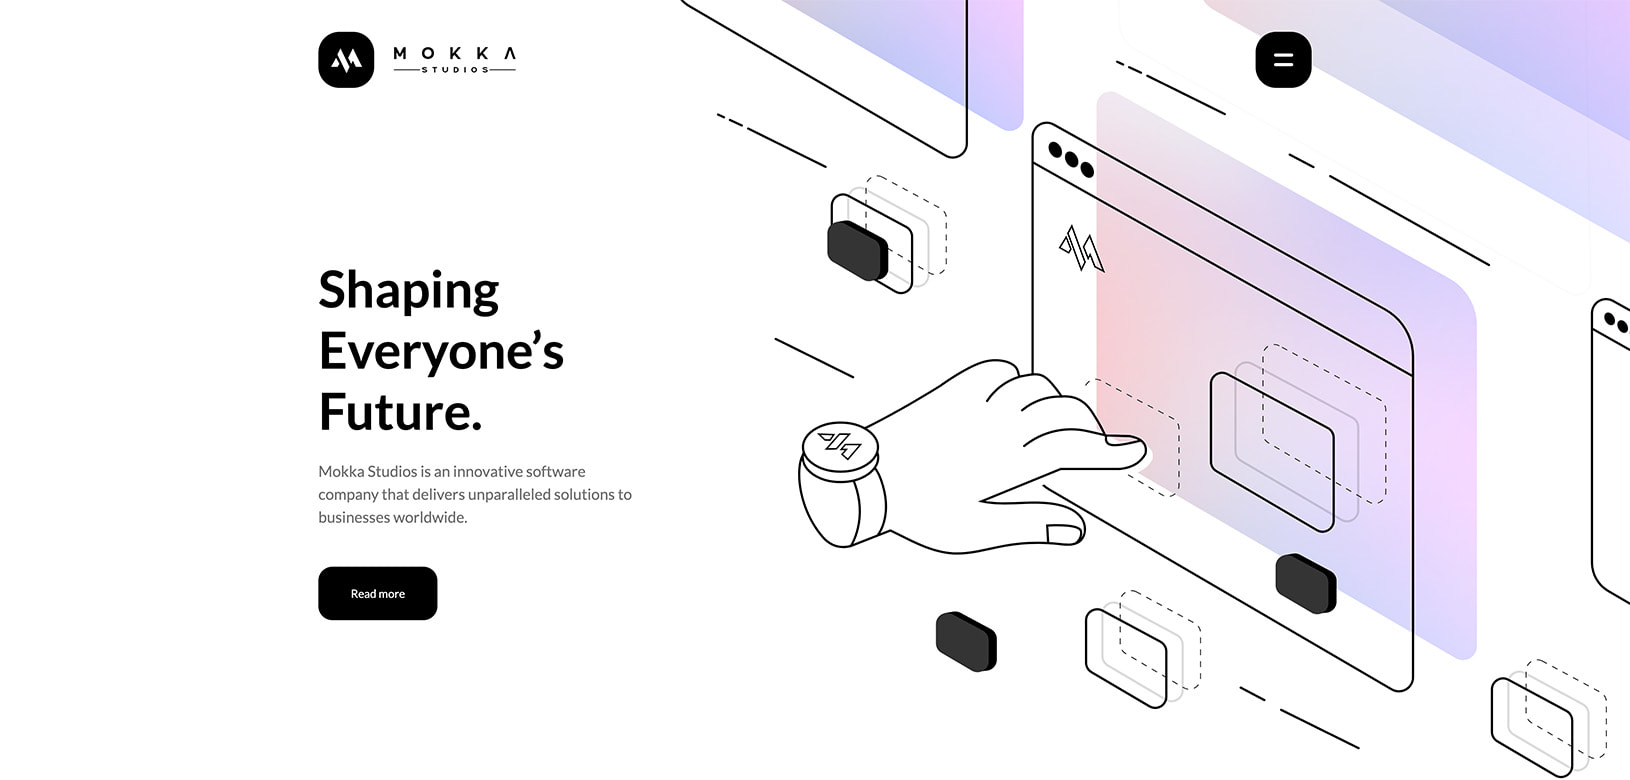 MOKKA
STUDIOS
Shaping
Everyone’s
Future.
Mokka Studios is an innovative software
company that delivers unparalleled solutions to
businesses worldwide.
Read more